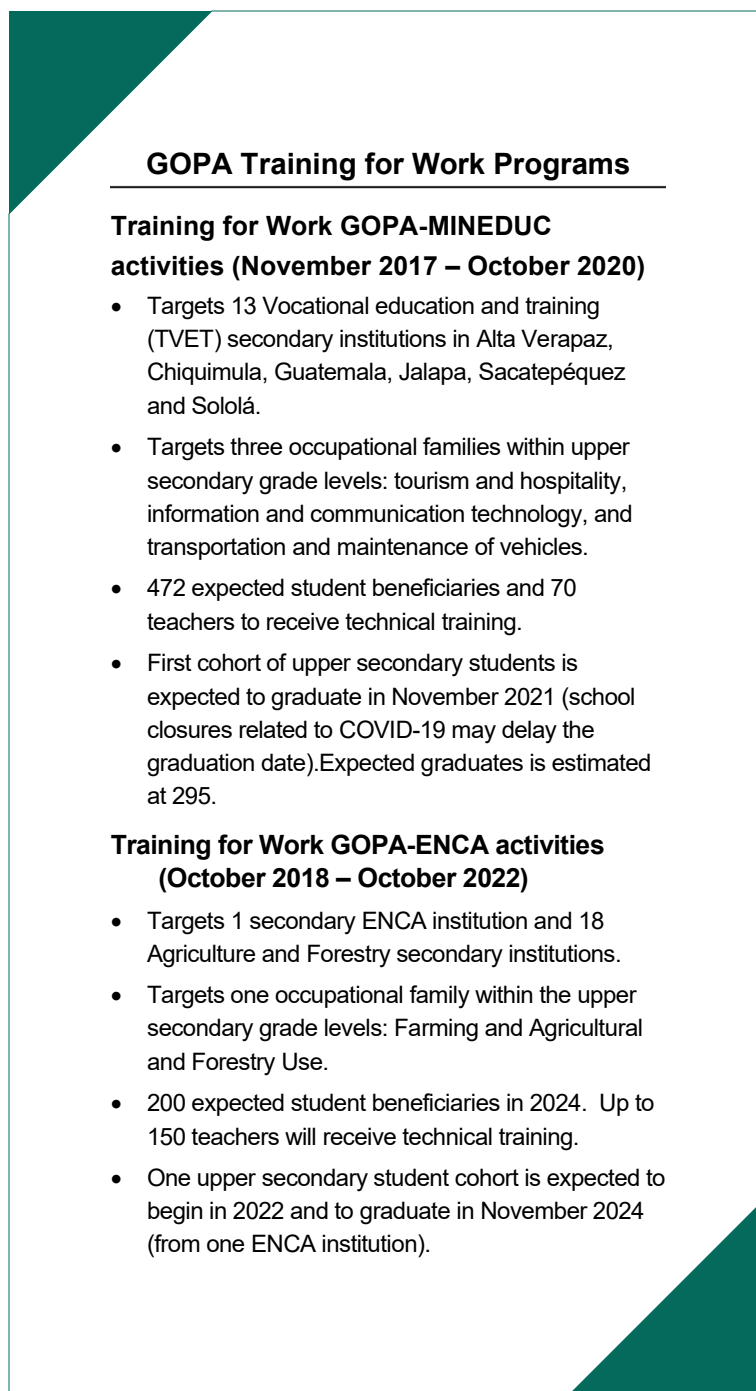 GOPA Training for Work Programs
Training for Work GOPA-MINEDUC
activities (November 2017 – October 2020)
• Targets 13 Vocational education and training
(TVET) secondary institutions in Alta Verapaz,
Chiquimula, Guatemala, Jalapa, Sacatepéquez
and Sololá.
• Targets three occupational families within upper
secondary grade levels: tourism and hospitality,
information and communication technology, and
transportation and maintenance of vehicles.
• 472 expected student beneficiaries and 70
teachers to receive technical training.
• First cohort of upper secondary students is
expected to graduate in November 2021 (school
closures related to COVID-19 may delay the
graduation date).Expected graduates is estimated
at 295.
Training for Work GOPA-ENCA activities
(October 2018 – October 2022)
• Targets 1 secondary ENCA institution and 18
Agriculture and Forestry secondary institutions.
• Targets one occupational family within the upper
secondary grade levels: Farming and Agricultural
and Forestry Use.
• 200 expected student beneficiaries in 2024.  Up to
150 teachers will receive technical training.
• One upper secondary student cohort is expected to
begin in 2022 and to graduate in November 2024
(from one ENCA institution).